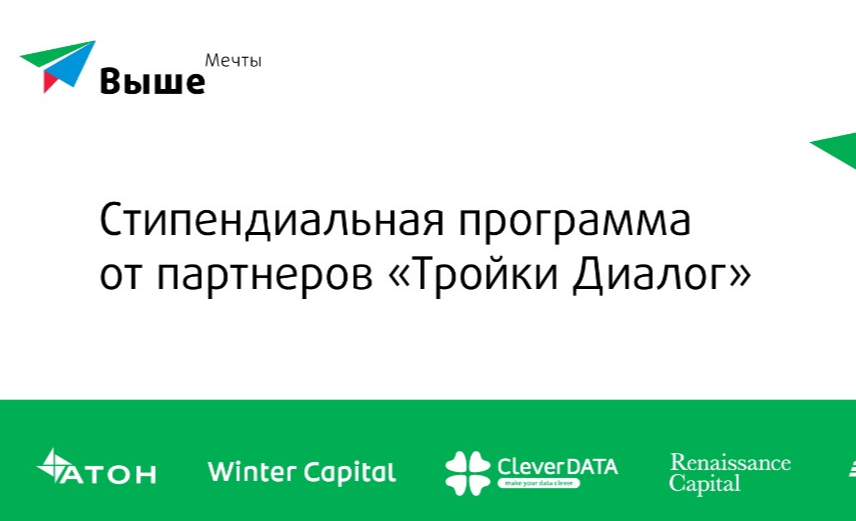 Мечты
Выше
Стипендиальная программа
от партнеров «Тройки Диалог»
АТОН
Winter Capital
CleverDATA
make your data clever
Renaissance
Capital